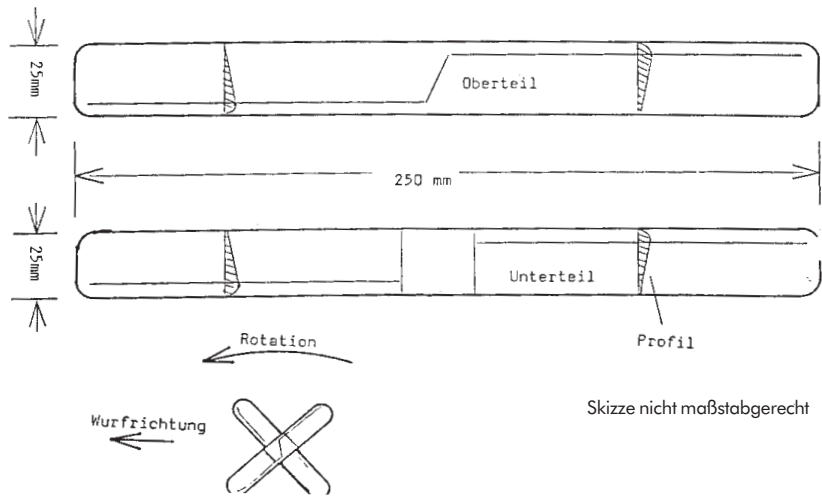 25mm
Oberteil
250 mm
25mm
Unterteil
Rotation
Profil
Skizze nicht maßstabgerecht
Wurfrichtung